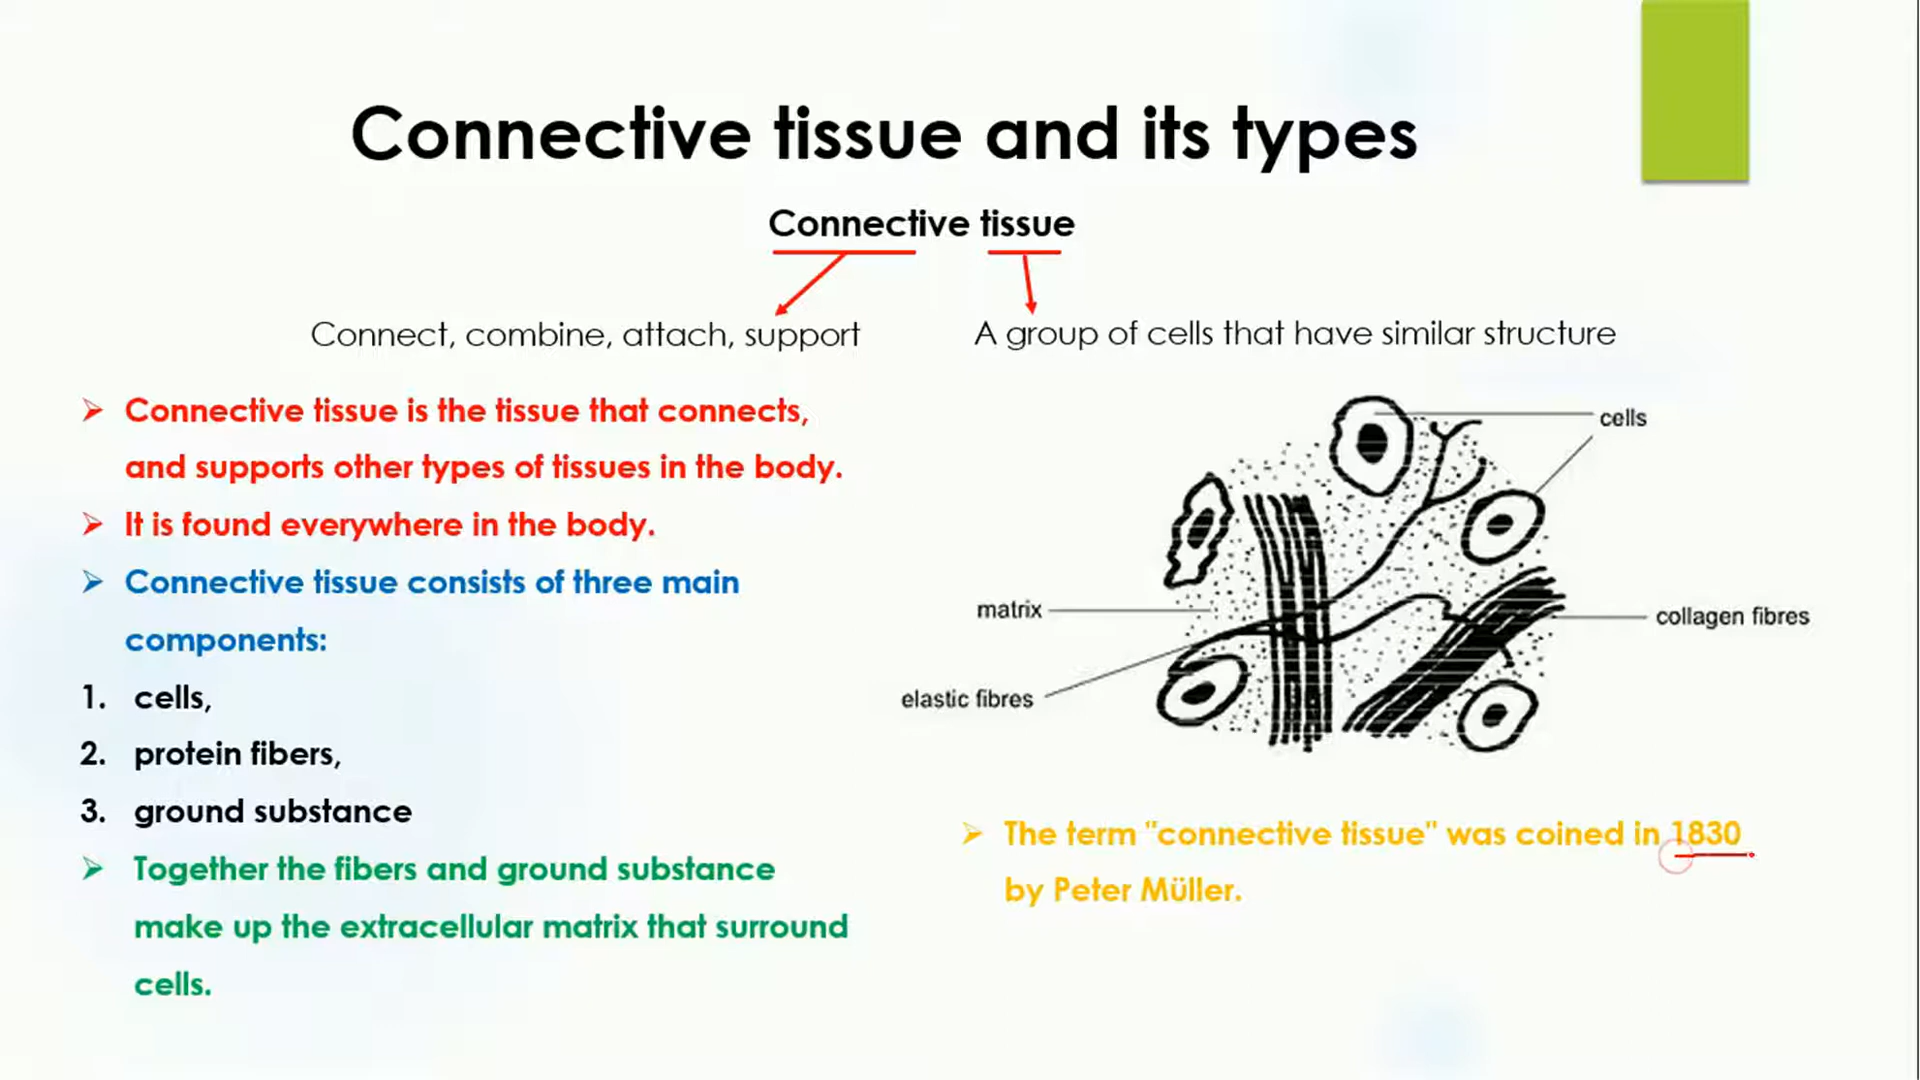 Connective tissue and its types
Connective tissue
Connect, combine, attach, support
A group of cells that have similar structure
➢ Connective tissue is the tissue that connects,
and supports other types of tissues in the body.
➢ It is found everywhere in the body.
➢ Connective tissue consists of three main
components:
1. cells,
2. protein fibers,
3. ground substance
➢ Together the fibers and ground substance
make up the extracellular matrix that surround
cells.
cells
matrix
collagen fibres
elastic fibres
➢ The term "connective tissue" was coined in 1830
by Peter Müller.